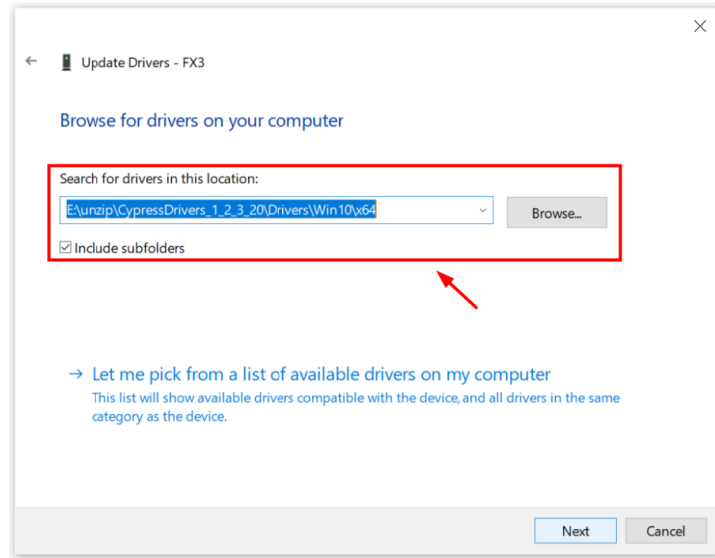 Update Drivers - FX3
Browse for drivers on your computer
Search for drivers in this location:
E:\unzip\CypressDrivers_1_2_3_20\Drivers\Win10\x64
Browse...
Include subfolders
Let me pick from a list of available drivers on my computer
This list will show available drivers compatible with the device, and all drivers in the same
category as the device.
Next
Cancel